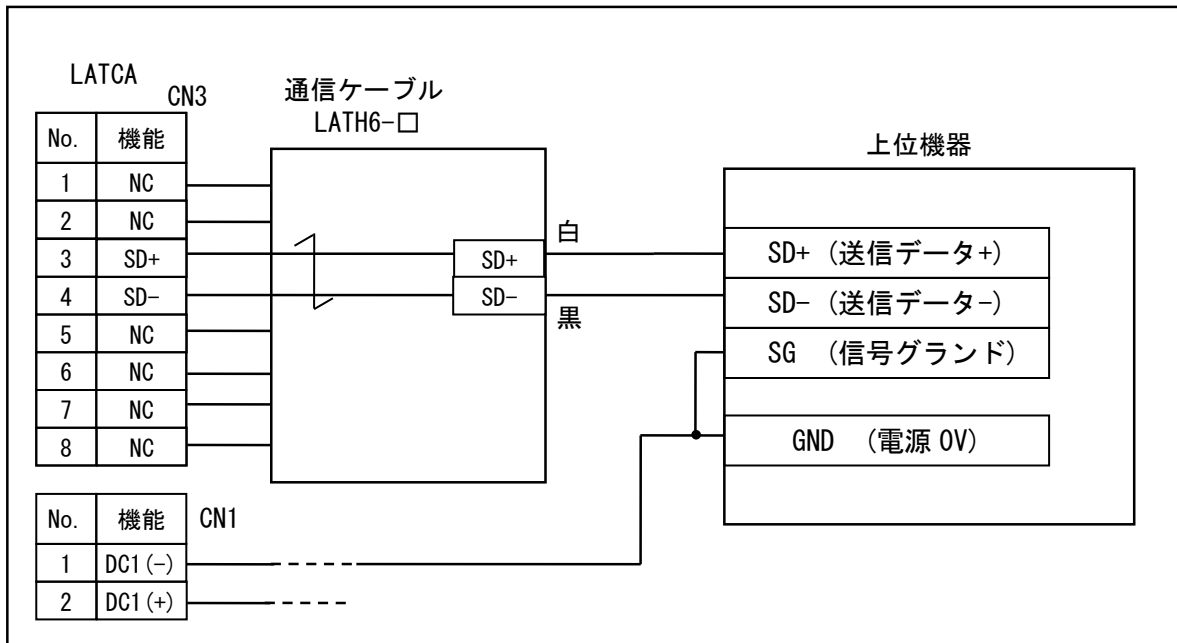 LATCA
CN3
No. 機能
1 NC
2 NC
3 SD+
4 SD-
5 NC
6 NC
7 NC
8 NC
通信ケーブル
LATH6-□
SD+
SD-
白
黒
上位機器
SD+ (送信データ+)
SD- (送信データ-)
SG (信号グランド)
GND (電源 0V)
No. 機能
CN1
1 DC1(-)
2 DC1(+)